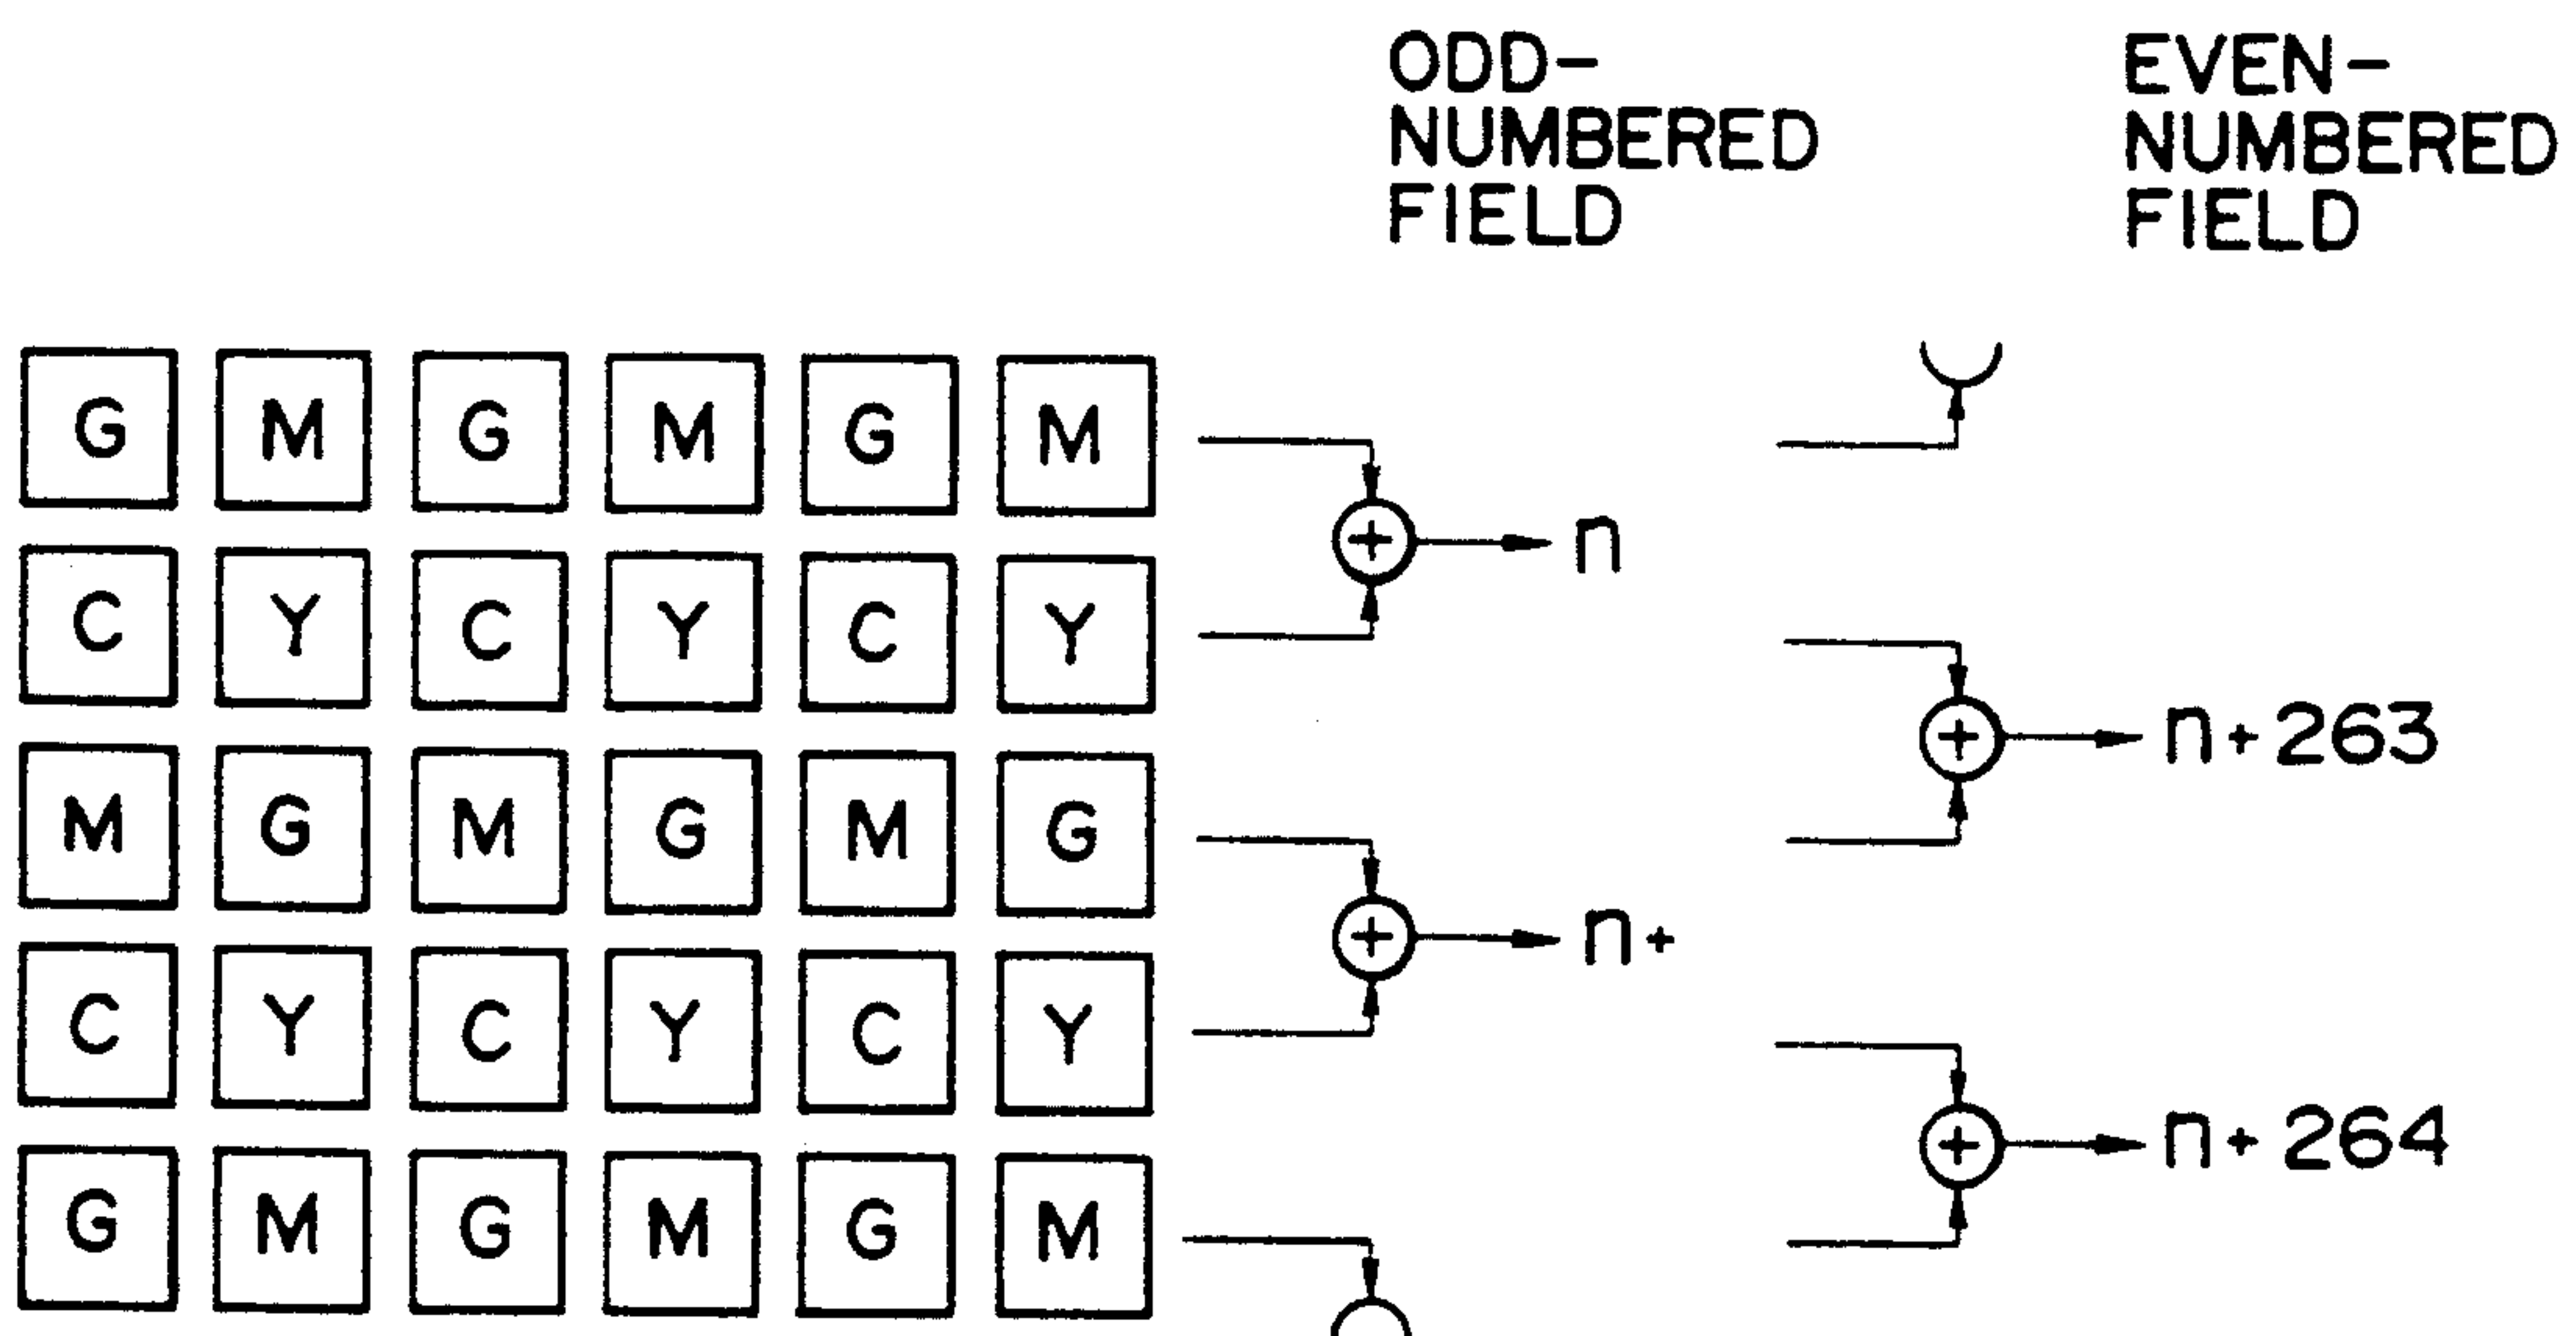 ODD-
NUMBERED
FIELD
EVEN-
NUMBERED
FIELD
G M G M G M
C Y C Y C Y
M G M G M G
C Y C Y C Y
G M G M G M
+ n
+ n + 263
+ n +
+ n + 264